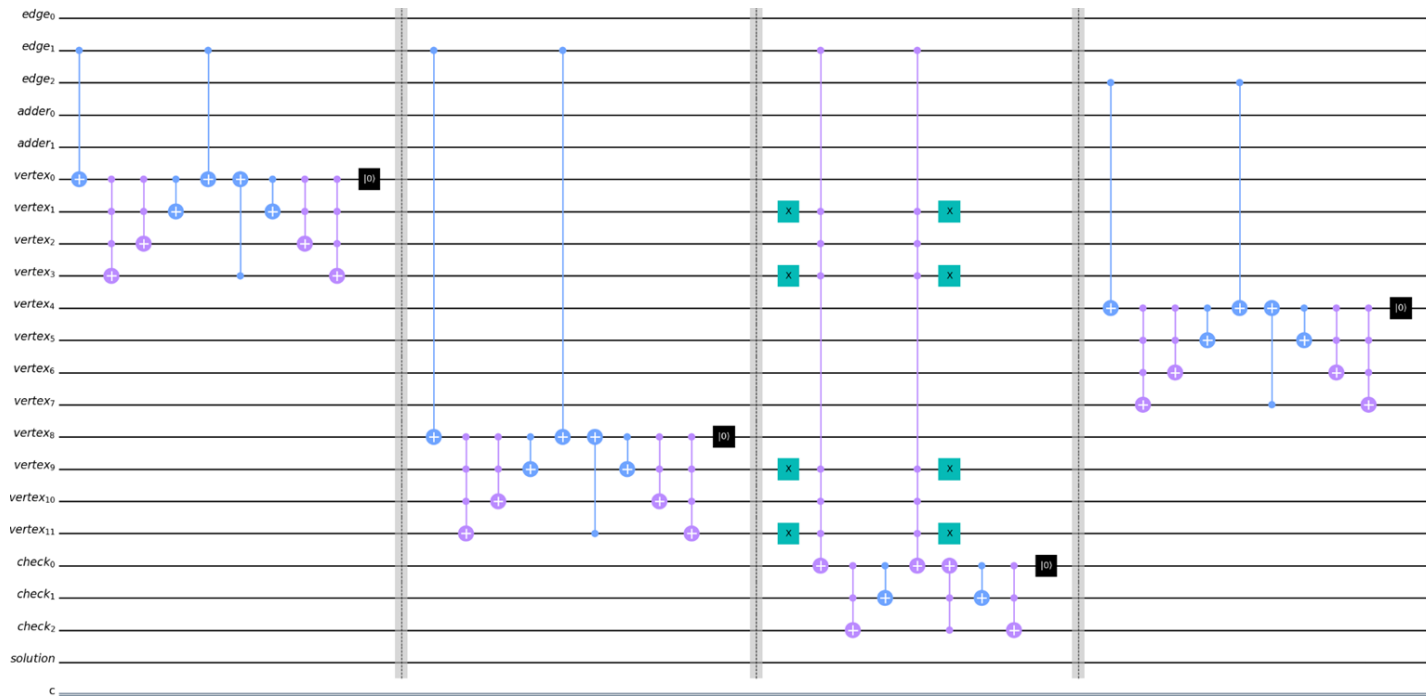 edge₀
edge₁
edge₂
adder₀
adder₁
vertex₀ |0⟩
vertex₁ X X
vertex₂
vertex₃ X X
vertex₄ |0⟩
vertex₅
vertex₆
vertex₇
vertex₈ |0⟩
vertex₉ X X
vertex₁₀
vertex₁₁ X X
check₀ |0⟩
check₁
check₂
solution
c